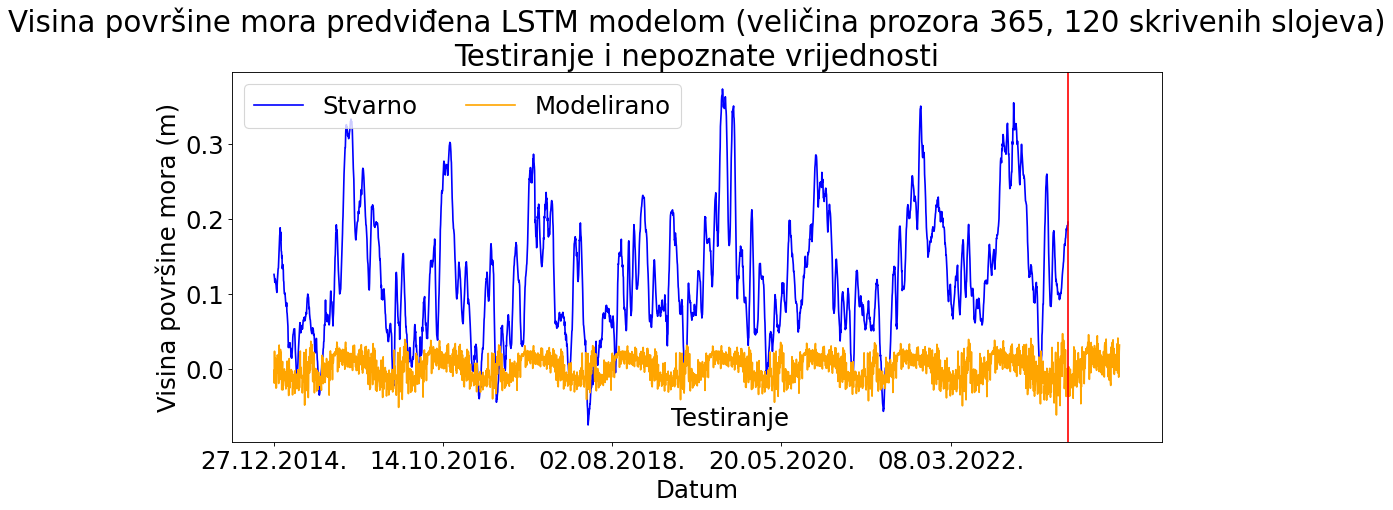 Visina površine mora predviđena LSTM modelom (veličina prozora 365, 120 skrivenih slojeva)
Testiranje i nepoznate vrijednosti
Stvarno
Modelirano
Visina površine mora (m)
0.3
0.2
0.1
0.0
Testiranje
27.12.2014.
14.10.2016.
02.08.2018.
20.05.2020.
08.03.2022.
Datum